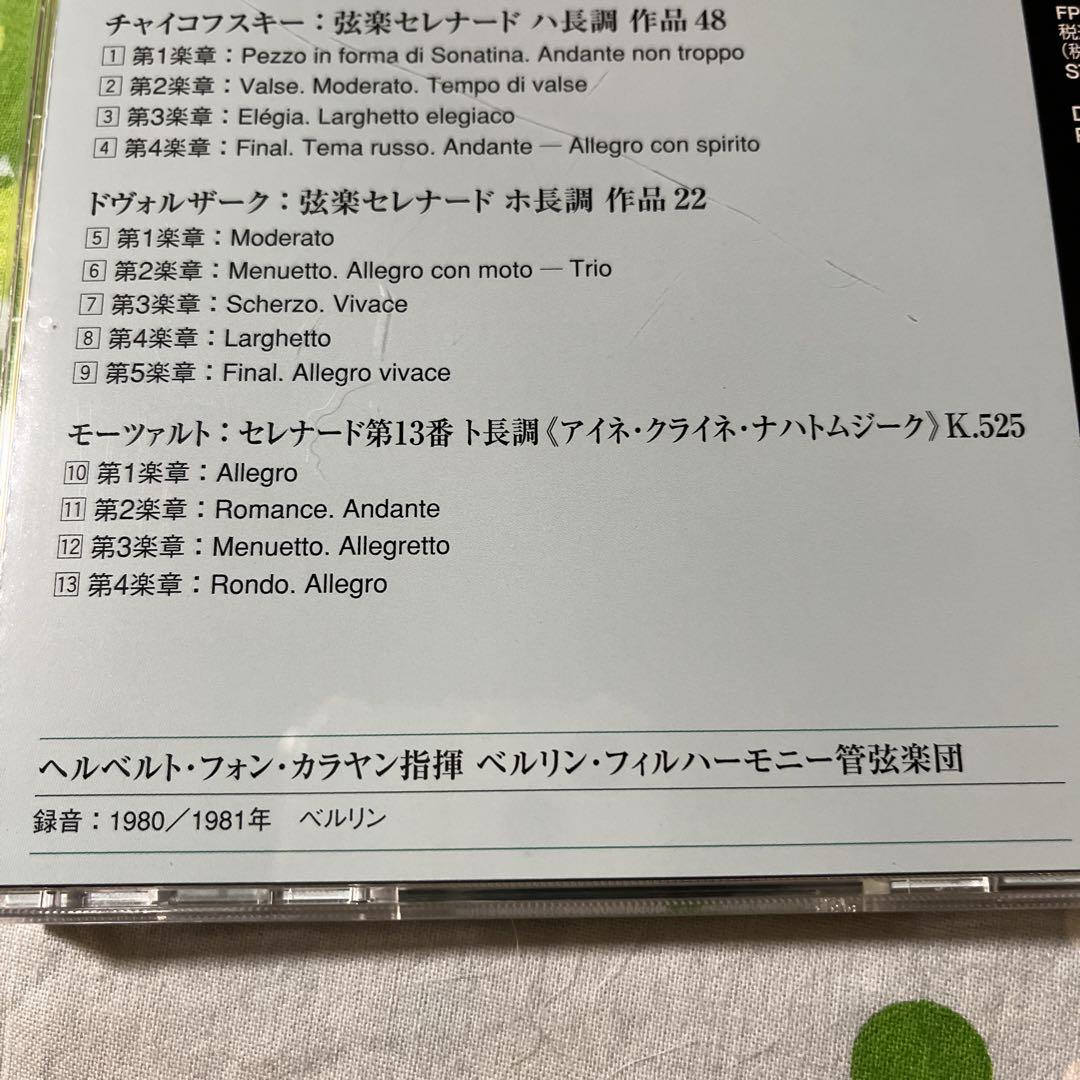 チャイコフスキー：弦楽セレナード ハ長調 作品48
1 第1楽章：Pezzo in forma di Sonatina. Andante non troppo
2 第2楽章：Valse. Moderato. Tempo di valse
3 第3楽章：Elégia. Larghetto elegiaco
4 第4楽章：Final. Tema russo. Andante — Allegro con spirito
ドヴォルザーク：弦楽セレナード ホ長調 作品22
5 第1楽章：Moderato
6 第2楽章：Menuetto. Allegro con moto — Trio
7 第3楽章：Scherzo. Vivace
8 第4楽章：Larghetto
9 第5楽章：Final. Allegro vivace
モーツァルト：セレナード第13番 ト長調《アイネ・クライネ・ナハトムジーク》K.525
10 第1楽章：Allegro
11 第2楽章：Romance. Andante
12 第3楽章：Menuetto. Allegretto
13 第4楽章：Rondo. Allegro
ヘルベルト・フォン・カラヤン指揮 ベルリン・フィルハーモニー管弦楽団
録音：1980／1981年 ベルリン